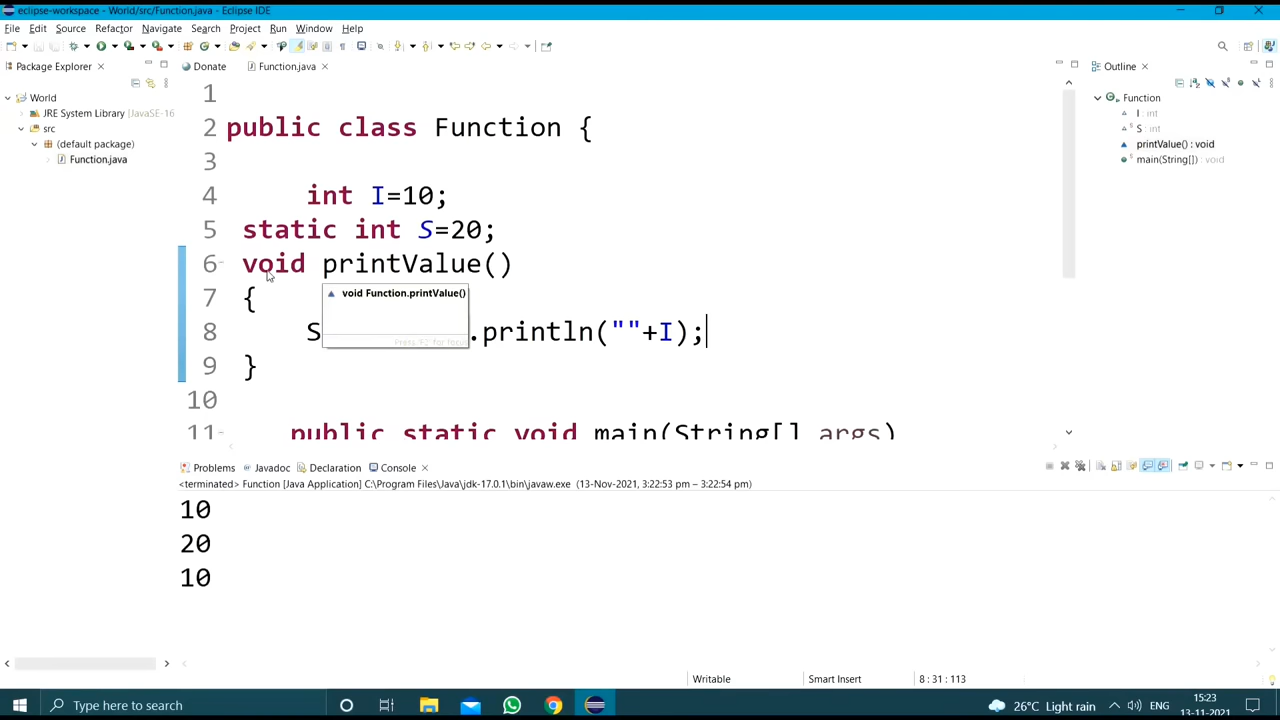 eclipse-workspace - World/src/Function.java - Eclipse IDE
File Edit Source Refactor Navigate Search Project Run Window Help
Package Explorer
Donate
Function.java
Outline
World
JRE System Library [JavaSE-16
src
(default package)
Function.java
Function
I : int
S : int
printValue() : void
main(String[]) : void
1
2 public class Function {
3
4 int I=10;
5 static int S=20;
6 void printValue()
7 {
void Function.printValue()
Press 'F2' for focus
8 S .println(""+I);
9 }
10
11 public static void main(String[] args)
Problems Javadoc Declaration Console
<terminated> Function [Java Application] C:\Program Files\Java\jdk-17.0.1\bin\javaw.exe (13-Nov-2021, 3:22:53 pm – 3:22:54 pm)
10
20
10
Writable Smart Insert 8 : 31 : 113
Type here to search
26°C Light rain ENG 15:23
13-11-2021